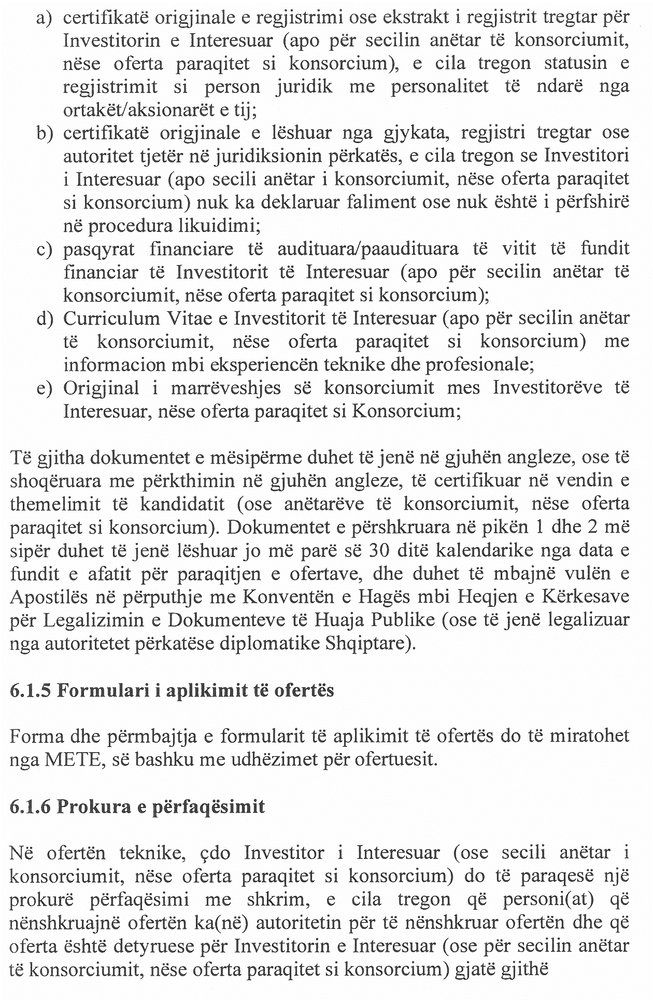 a) certifikatë origjinale e regjistrimi ose ekstrakt i regjistrit tregtar për
Investitorin e Interesuar (apo për secilin anëtar të konsorciumit,
nëse oferta paraqitet si konsorcium), e cila tregon statusin e
regjistrimit si person juridik me personalitet të ndarë nga
ortakët/aksionarët e tij;
b) certifikatë origjinale e lëshuar nga gjykata, regjistri tregtar ose
autoritet tjetër në juridiksionin përkatës, e cila tregon se Investitori
i Interesuar (apo secili anëtar i konsorciumit, nëse oferta paraqitet
si konsorcium) nuk ka deklaruar faliment ose nuk është i përfshirë
në procedura likuidimi;
c) pasqyrat financiare të audituara/paaudituara të vitit të fundit
financiar të Investitorit të Interesuar (apo për secilin anëtar të
konsorciumit, nëse oferta paraqitet si konsorcium);
d) Curriculum Vitae e Investitorit të Interesuar (apo për secilin anëtar
të konsorciumit, nëse oferta paraqitet si konsorcium) me
informacion mbi eksperiencën teknike dhe profesionale;
e) Origjinal i marrëveshjes së konsorciumit mes Investitorëve të
Interesuar, nëse oferta paraqitet si Konsorcium;
Të gjitha dokumentet e mësipërme duhet të jenë në gjuhën angleze, ose të
shoqëruara me përkthimin në gjuhën angleze, të certifikuar në vendin e
themelimit të kandidatit (ose anëtarëve të konsorciumit, nëse oferta
paraqitet si konsorcium). Dokumentet e përshkruara në pikën 1 dhe 2 më
sipër duhet të jenë lëshuar jo më parë së 30 ditë kalendarike nga data e
fundit e afatit për paraqitjen e ofertave, dhe duhet të mbajnë vulën e
Apostilës në përputhje me Konventën e Hagës mbi Heqjen e Kërkesave
për Legalizimin e Dokumenteve të Huaja Publike (ose të jenë legalizuar
nga autoritetet përkatëse diplomatike Shqiptare).
6.1.5 Formulari i aplikimit të ofertës
Forma dhe përmbajtja e formularit të aplikimit të ofertës do të miratohet
nga METE, së bashku me udhëzimet për ofertuesit.
6.1.6 Prokura e përfaqësimit
Në ofertën teknike, çdo Investitor i Interesuar (ose secili anëtar i
konsorciumit, nëse oferta paraqitet si konsorcium) do të paraqesë një
prokurë përfaqësimi me shkrim, e cila tregon që personi(at) që
nënshkruajnë ofertën ka(në) autoritetin për të nënshkruar ofertën dhe që
oferta është detyruese për Investitorin e Interesuar (ose për secilin anëtar
të konsorciumit, nëse oferta paraqitet si konsorcium) gjatë gjithë